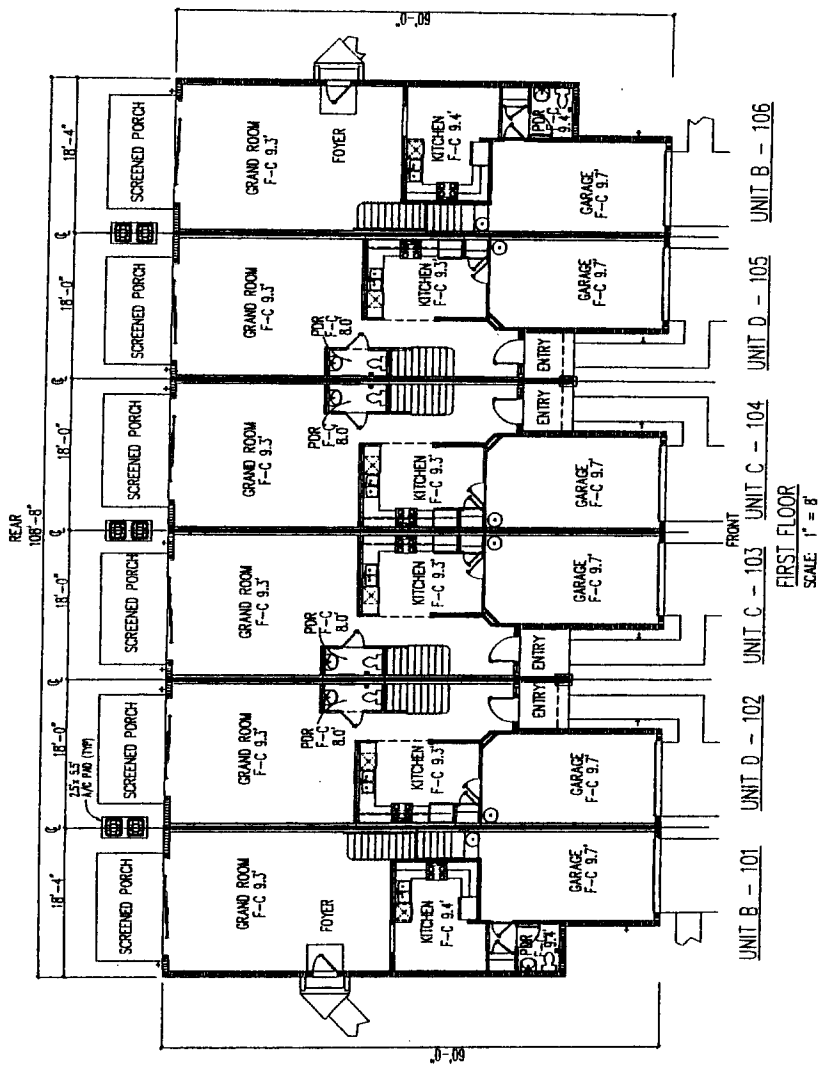 REAR
108'-8"
18'-4"
18'-0"
18'-0"
18'-0"
18'-0"
18'-4"
℄
℄
℄
℄
℄
2.5'x 5.5'
A/C PAD (TYP)
SCREENED PORCH
SCREENED PORCH
SCREENED PORCH
SCREENED PORCH
SCREENED PORCH
SCREENED PORCH
60'-0"
60'-0"
GRAND ROOM
F-C 9.3'
GRAND ROOM
F-C 9.3'
GRAND ROOM
F-C 9.3'
GRAND ROOM
F-C 9.3'
GRAND ROOM
F-C 9.3'
GRAND ROOM
F-C 9.3'
FOYER
FOYER
PDR
F-C
8.0'
PDR
F-C
8.0'
PDR
F-C
8.0'
PDR
F-C
8.0'
KITCHEN
F-C 9.4'
KITCHEN
F-C 9.3'
KITCHEN
F-C 9.3'
KITCHEN
F-C 9.3'
KITCHEN
F-C 9.3'
KITCHEN
F-C 9.4'
PDR
F-C
9.4'
PDR
F-C
9.4'
ENTRY
ENTRY
ENTRY
ENTRY
GARAGE
F-C 9.7'
GARAGE
F-C 9.7'
GARAGE
F-C 9.7'
GARAGE
F-C 9.7'
GARAGE
F-C 9.7'
GARAGE
F-C 9.7'
FRONT
UNIT B - 101
UNIT D - 102
UNIT C - 103
UNIT C - 104
UNIT D - 105
UNIT B - 106
FIRST FLOOR
SCALE: 1" = 8'